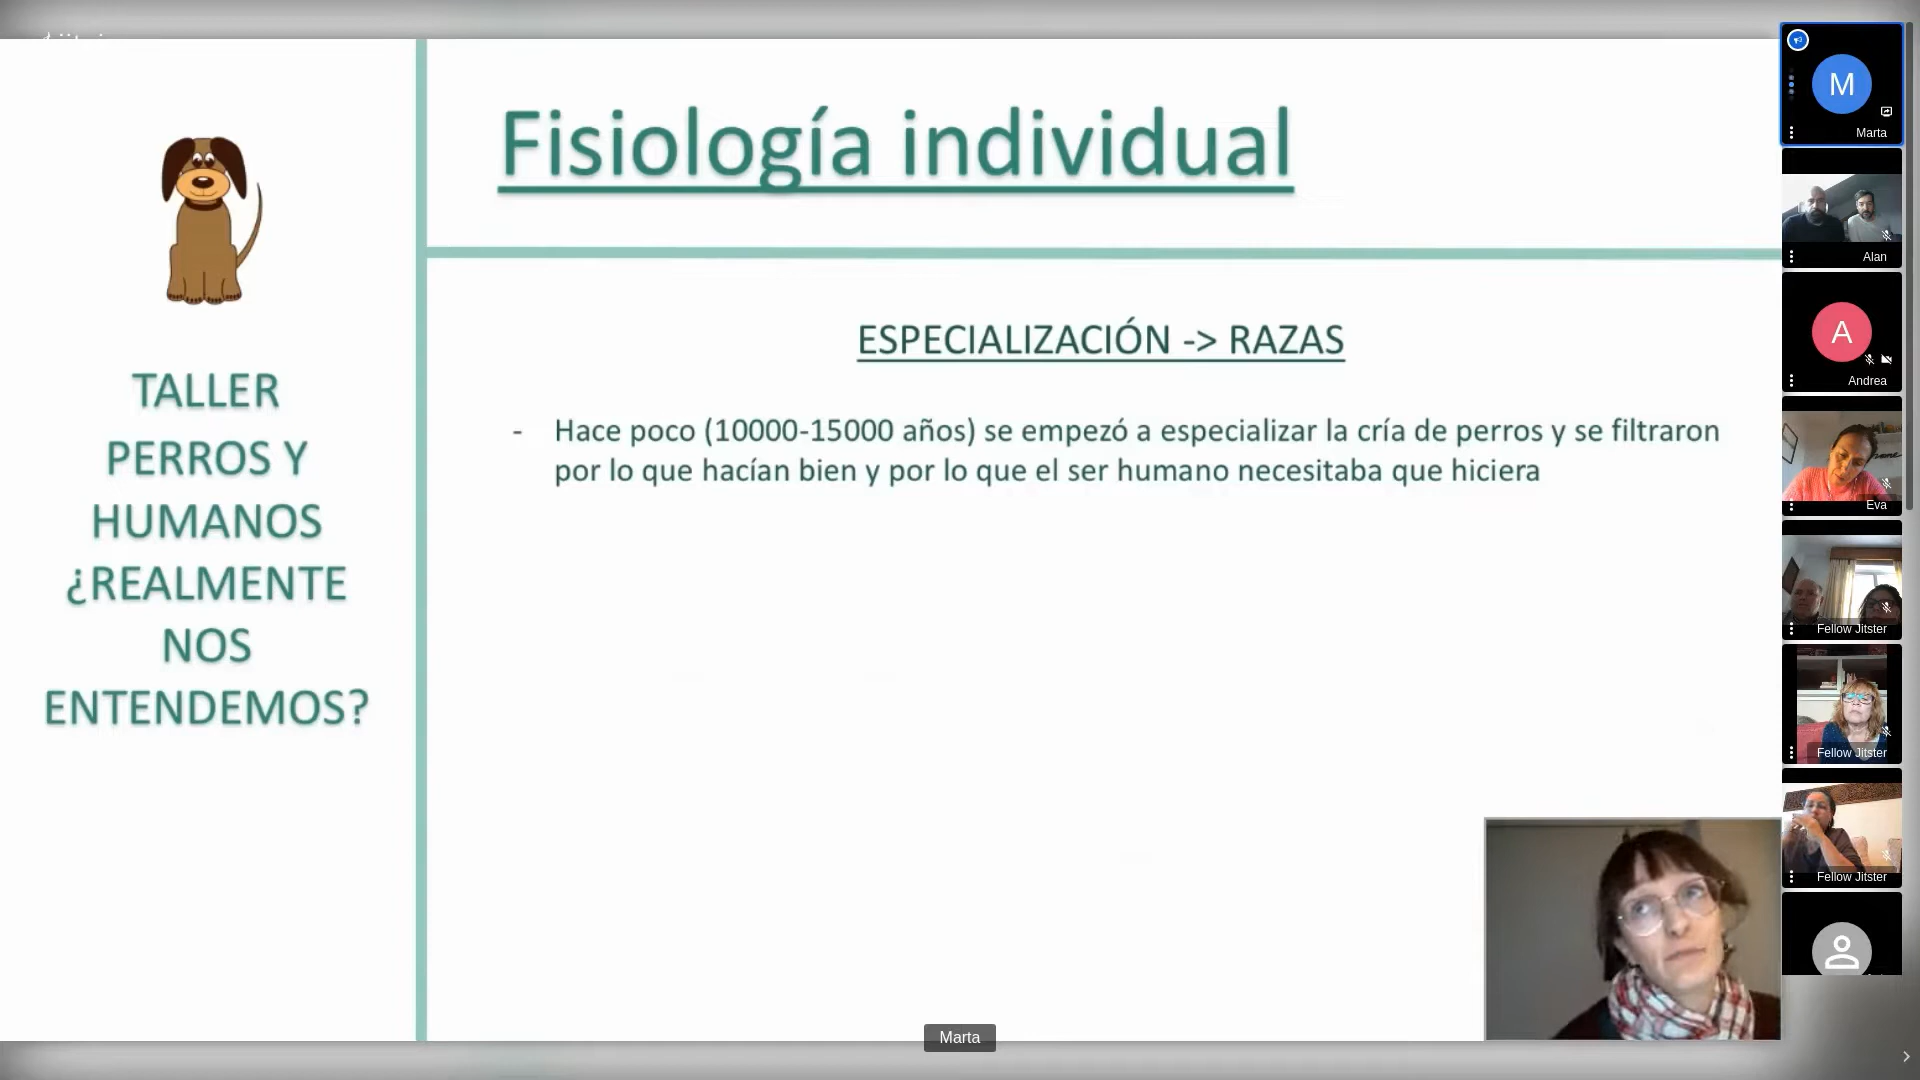 Fisiología individual
TALLER
PERROS Y
HUMANOS
¿REALMENTE
NOS
ENTENDEMOS?
ESPECIALIZACIÓN -> RAZAS
- Hace poco (10000-15000 años) se empezó a especializar la cría de perros y se filtraron
por lo que hacían bien y por lo que el ser humano necesitaba que hiciera
Marta
M
Marta
Alan
A
Andrea
Eva
Fellow Jitster
Fellow Jitster
Fellow Jitster